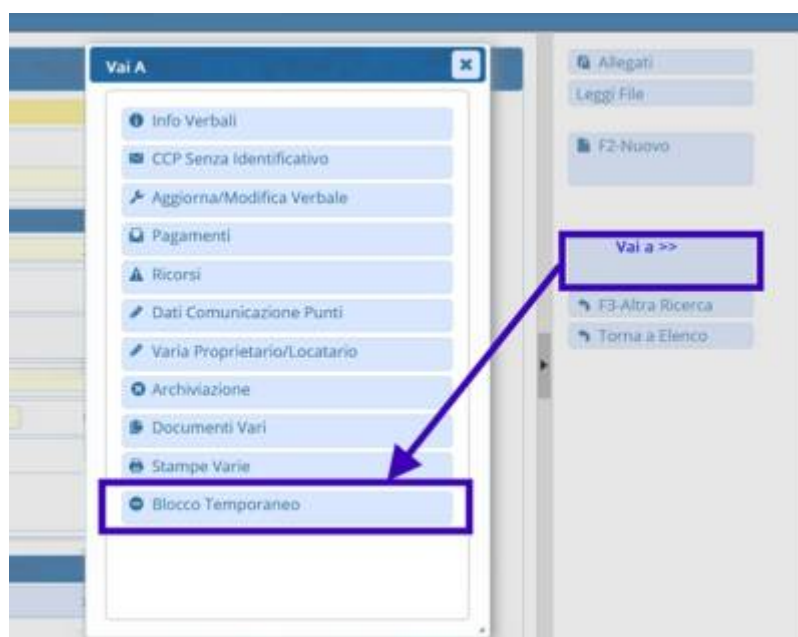 Vai A
Info Verbali
CCP Senza Identificativo
Aggiorna/Modifica Verbale
Pagamenti
Ricorsi
Dati Comunicazione Punti
Varia Proprietario/Locatario
Archiviazione
Documenti Vari
Stampe Varie
Blocco Temporaneo
Allegati
Leggi File
F2-Nuovo
Vai a >>
F3-Altra Ricerca
Torna a Elenco